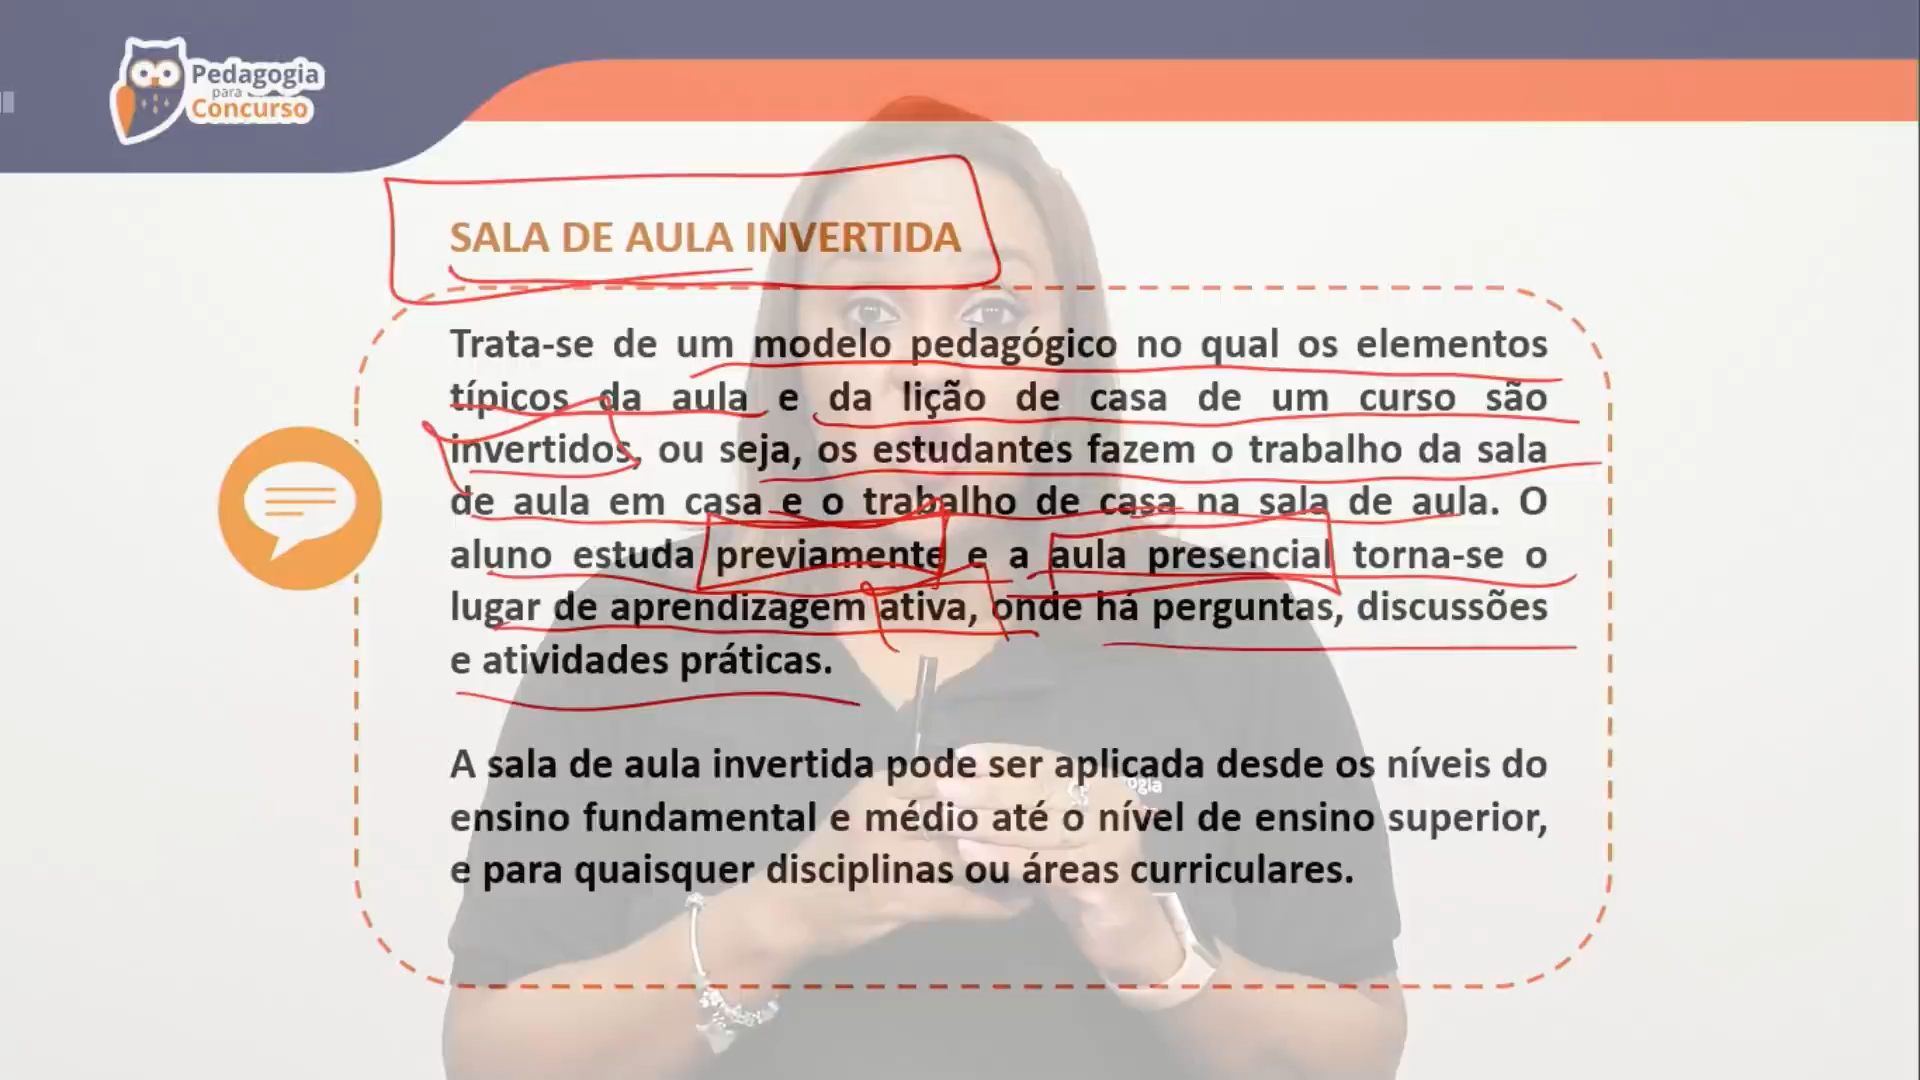 Pedagogia
para
Concurso
SALA DE AULA INVERTIDA
Trata-se de um modelo pedagógico no qual os elementos
típicos da aula e da lição de casa de um curso são
invertidos, ou seja, os estudantes fazem o trabalho da sala
de aula em casa e o trabalho de casa na sala de aula. O
aluno estuda previamente e a aula presencial torna-se o
lugar de aprendizagem ativa, onde há perguntas, discussões
e atividades práticas.
A sala de aula invertida pode ser aplicada desde os níveis do
ensino fundamental e médio até o nível de ensino superior,
e para quaisquer disciplinas ou áreas curriculares.